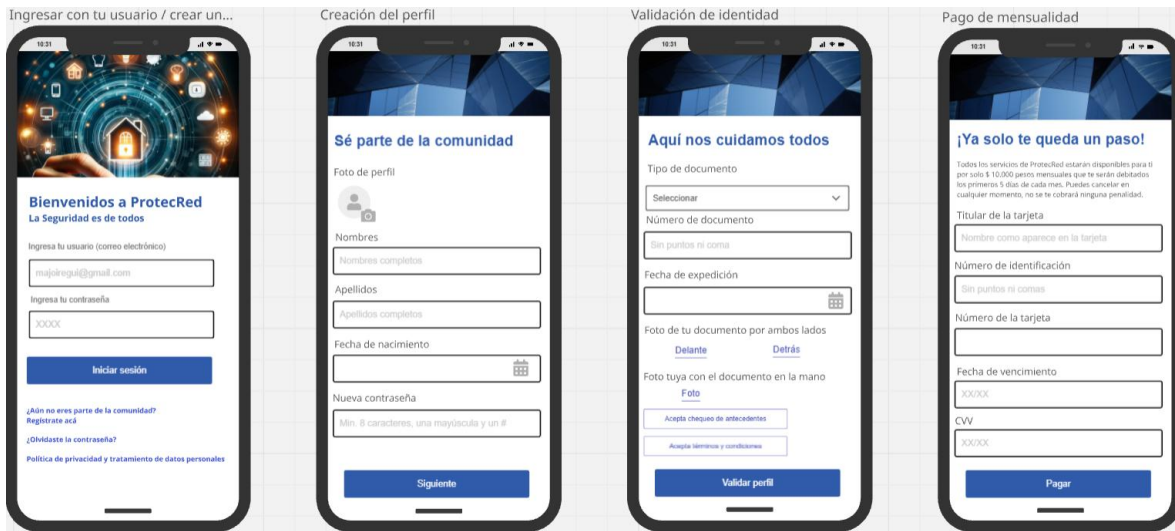 Ingresar con tu usuario / crear un...
10:31
Bienvenidos a ProtecRed
La Seguridad es de todos
Ingresa tu usuario (correo electrónico)
majoiregui@gmail.com
Ingresa tu contraseña
XXXX
Iniciar sesión
¿Aún no eres parte de la comunidad?
Regístrate acá
¿Olvidaste la contraseña?
Política de privacidad y tratamiento de datos personales
Creación del perfil
10:31
Sé parte de la comunidad
Foto de perfil
Nombres
Nombres completos
Apellidos
Apellidos completos
Fecha de nacimiento
Nueva contraseña
Min. 8 caracteres, una mayúscula y un #
Siguiente
Validación de identidad
10:31
Aquí nos cuidamos todos
Tipo de documento
Seleccionar
Número de documento
Sin puntos ni coma
Fecha de expedición
Foto de tu documento por ambos lados
Delante Detrás
Foto tuya con el documento en la mano
Foto
Acepta chequeo de antecedentes
Acepta términos y condiciones
Validar perfil
Pago de mensualidad
10:31
¡Ya solo te queda un paso!
Todos los servicios de ProtecRed estarán disponibles para ti
por solo $ 10.000 pesos mensuales que te serán debitados
los primeros 5 días de cada mes. Puedes cancelar en
cualquier momento, no se te cobrará ninguna penalidad.
Titular de la tarjeta
Nombre como aparece en la tarjeta
Número de identificación
Sin puntos ni comas
Número de la tarjeta
Fecha de vencimiento
XX/XX
CVV
XX/XX
Pagar